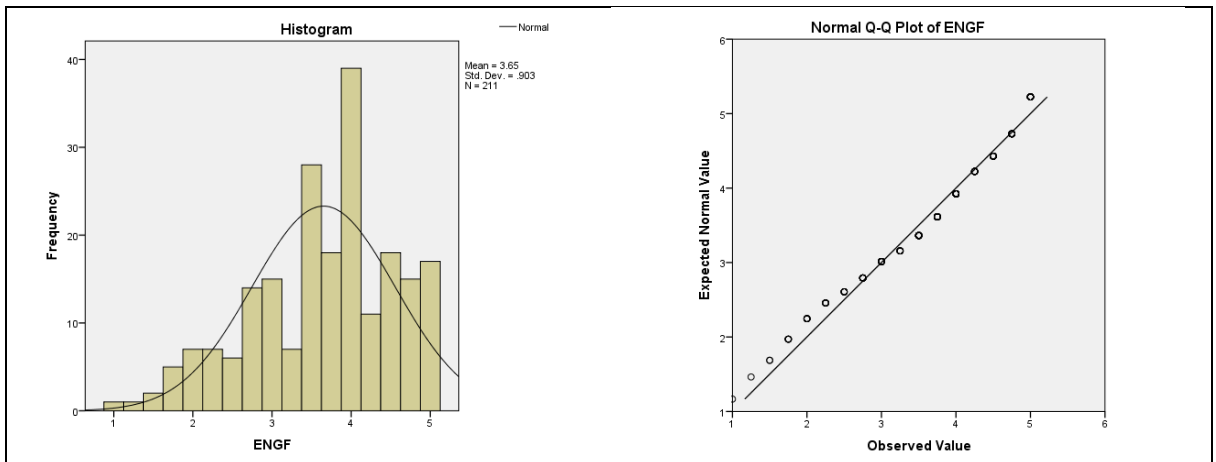 Histogram
Normal
Mean = 3.65
Std. Dev. = .903
N = 211
Frequency
40
30
20
10
0
1 2 3 4 5
ENGF
Normal Q-Q Plot of ENGF
Expected Normal Value
6
5
4
3
2
1
1 2 3 4 5 6
Observed Value